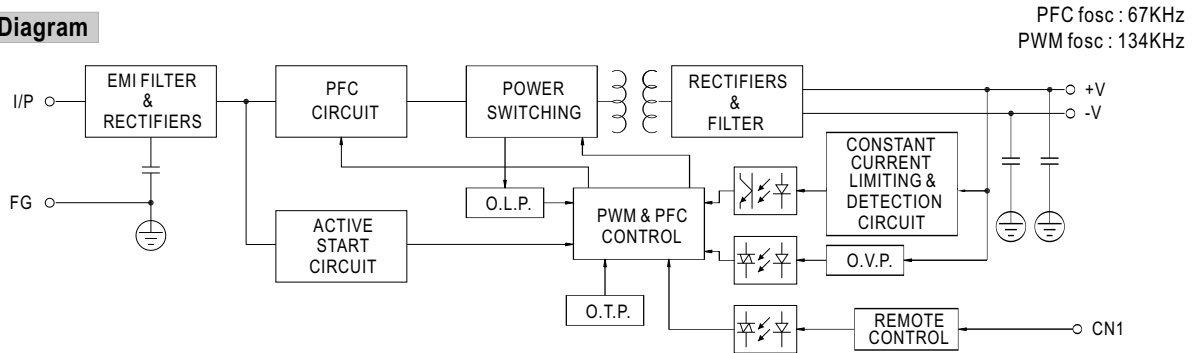 Diagram
PFC fosc : 67KHz
PWM fosc : 134KHz
I/P
EMI FILTER
&
RECTIFIERS
PFC
CIRCUIT
POWER
SWITCHING
RECTIFIERS
&
FILTER
+V
-V
FG
ACTIVE
START
CIRCUIT
O.L.P.
PWM & PFC
CONTROL
O.T.P.
CONSTANT
CURRENT
LIMITING &
DETECTION
CIRCUIT
O.V.P.
REMOTE
CONTROL
CN1